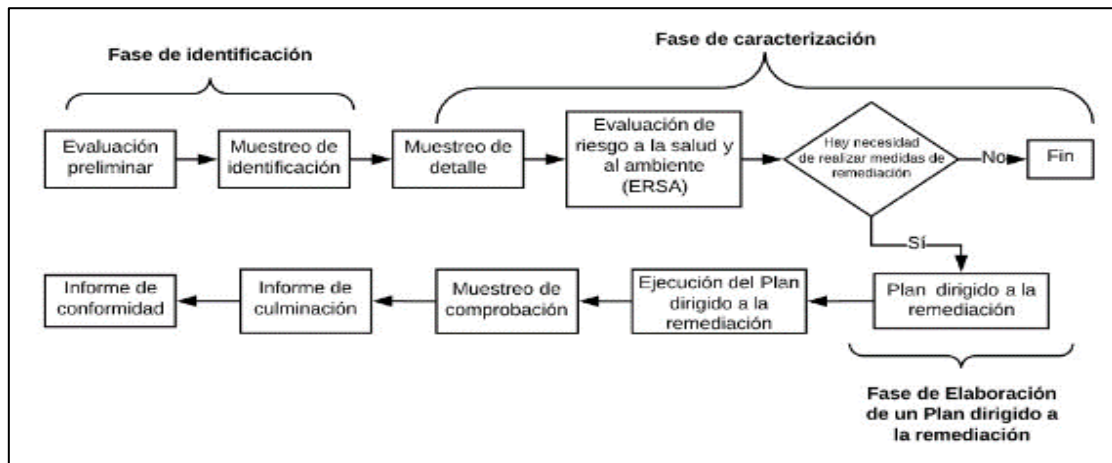 Fase de identificación
Fase de caracterización
Evaluación
preliminar
Muestreo de
identificación
Muestreo de
detalle
Evaluación de
riesgo a la salud y
al ambiente
(ERSA)
Hay necesidad
de realizar medidas de
remediación
No
Fin
Sí
Informe de
conformidad
Informe de
culminación
Muestreo de
comprobación
Ejecución del Plan
dirigido a la
remediación
Plan dirigido a la
remediación
Fase de Elaboración
de un Plan dirigido a
la remediación